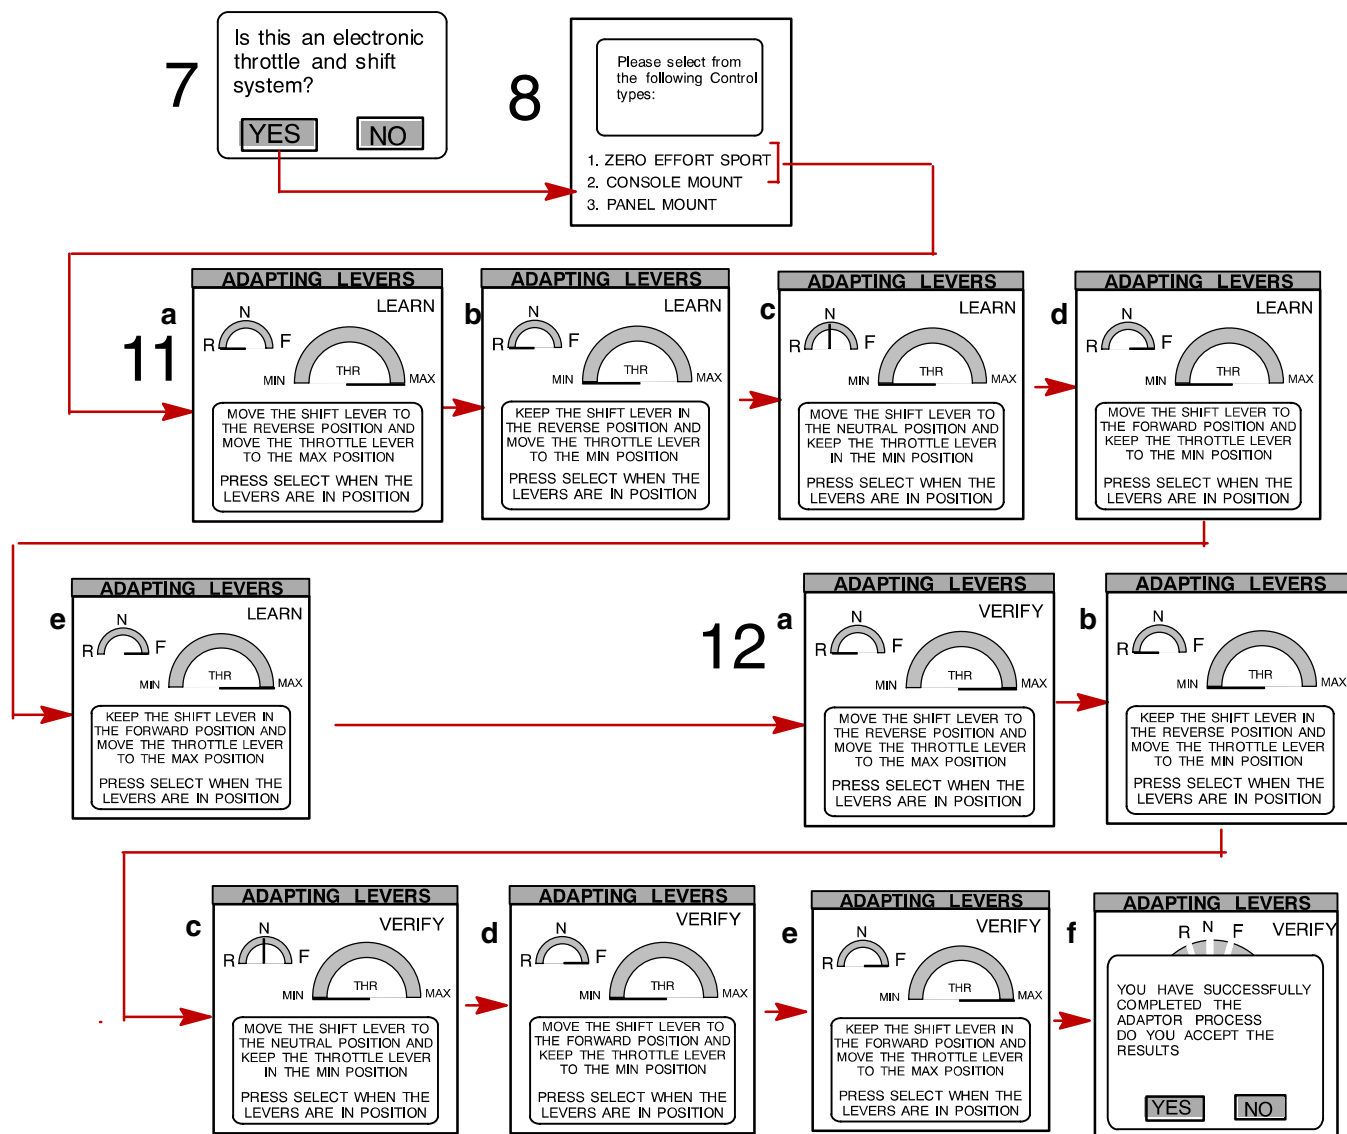 7
Is this an electronic
throttle and shift
system?
YES
NO
8
Please select from
the following Control
types:
1. ZERO EFFORT SPORT
2. CONSOLE MOUNT
3. PANEL MOUNT
11
a
ADAPTING LEVERS
LEARN
N
R
F
THR
MIN
MAX
MOVE THE SHIFT LEVER TO
THE REVERSE POSITION AND
MOVE THE THROTTLE LEVER
TO THE MAX POSITION
PRESS SELECT WHEN THE
LEVERS ARE IN POSITION
b
ADAPTING LEVERS
LEARN
N
R
F
THR
MIN
MAX
KEEP THE SHIFT LEVER IN
THE REVERSE POSITION AND
MOVE THE THROTTLE LEVER
TO THE MIN POSITION
PRESS SELECT WHEN THE
LEVERS ARE IN POSITION
c
ADAPTING LEVERS
LEARN
N
R
F
THR
MIN
MAX
MOVE THE SHIFT LEVER TO
THE NEUTRAL POSITION AND
KEEP THE THROTTLE LEVER
IN THE MIN POSITION
PRESS SELECT WHEN THE
LEVERS ARE IN POSITION
d
ADAPTING LEVERS
LEARN
N
R
F
THR
MIN
MAX
MOVE THE SHIFT LEVER TO
THE FORWARD POSITION AND
KEEP THE THROTTLE LEVER
TO THE MIN POSITION
PRESS SELECT WHEN THE
LEVERS ARE IN POSITION
e
ADAPTING LEVERS
LEARN
N
R
F
THR
MIN
MAX
KEEP THE SHIFT LEVER IN
THE FORWARD POSITION AND
MOVE THE THROTTLE LEVER
TO THE MAX POSITION
PRESS SELECT WHEN THE
LEVERS ARE IN POSITION
12
a
ADAPTING LEVERS
VERIFY
N
R
F
THR
MIN
MAX
MOVE THE SHIFT LEVER TO
THE REVERSE POSITION AND
MOVE THE THROTTLE LEVER
TO THE MAX POSITION
PRESS SELECT WHEN THE
LEVERS ARE IN POSITION
b
ADAPTING LEVERS
VERIFY
N
R
F
THR
MIN
MAX
KEEP THE SHIFT LEVER IN
THE REVERSE POSITION AND
MOVE THE THROTTLE LEVER
TO THE MIN POSITION
PRESS SELECT WHEN THE
LEVERS ARE IN POSITION
c
ADAPTING LEVERS
VERIFY
N
R
F
THR
MIN
MAX
MOVE THE SHIFT LEVER TO
THE NEUTRAL POSITION AND
KEEP THE THROTTLE LEVER
IN THE MIN POSITION
PRESS SELECT WHEN THE
LEVERS ARE IN POSITION
d
ADAPTING LEVERS
VERIFY
N
R
F
THR
MIN
MAX
MOVE THE SHIFT LEVER TO
THE FORWARD POSITION AND
KEEP THE THROTTLE LEVER
TO THE MIN POSITION
PRESS SELECT WHEN THE
LEVERS ARE IN POSITION
e
ADAPTING LEVERS
VERIFY
N
R
F
THR
MIN
MAX
KEEP THE SHIFT LEVER IN
THE FORWARD POSITION AND
MOVE THE THROTTLE LEVER
TO THE MAX POSITION
PRESS SELECT WHEN THE
LEVERS ARE IN POSITION
f
ADAPTING LEVERS
R N F
VERIFY
YOU HAVE SUCCESSFULLY
COMPLETED THE
ADAPTOR PROCESS
DO YOU ACCEPT THE
RESULTS
YES
NO